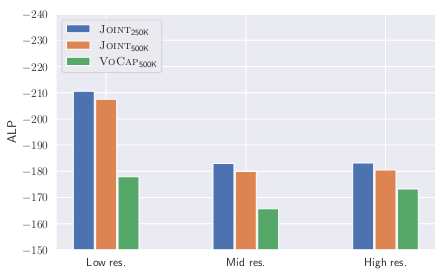 −240
−230
−220
−210
−200
−190
−180
−170
−160
−150
ALP
JOINT250K
JOINT500K
VOCAP500K
Low res.
Mid res.
High res.